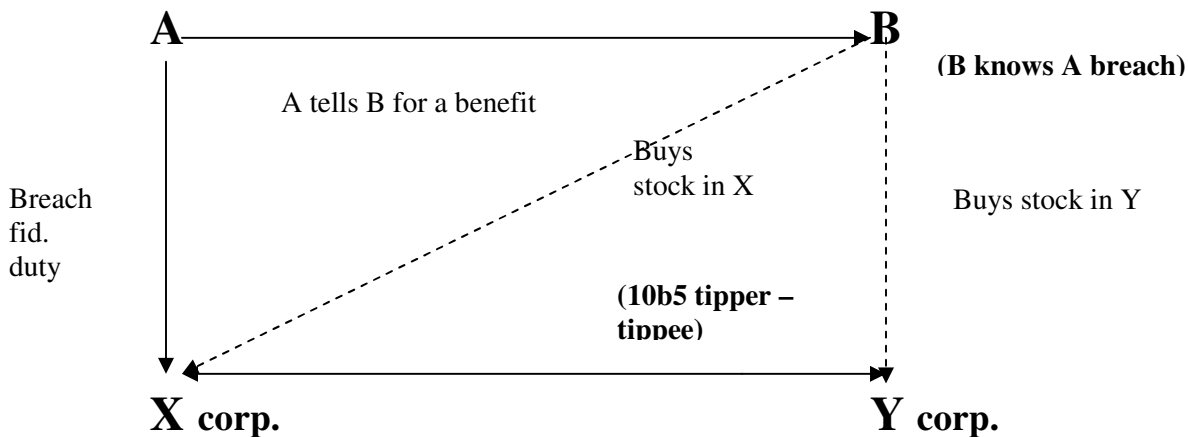 A
B
(B knows A breach)
A tells B for a benefit
Buys
stock in X
Breach
fid.
duty
Buys stock in Y
(10b5 tipper –
tippee)
X corp.
Y corp.